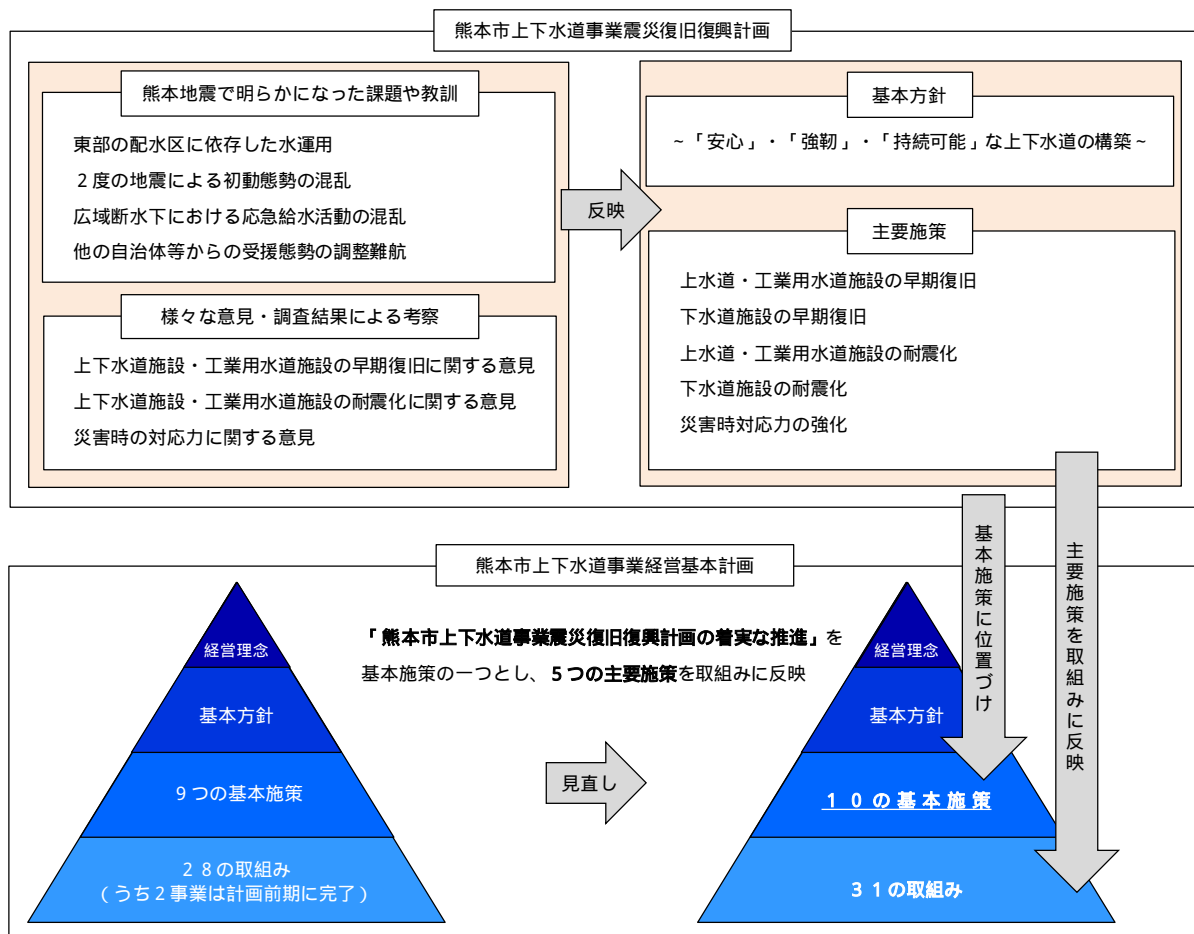 熊本市上下水道事業震災復旧復興計画
熊本地震で明らかになった課題や教訓
東部の配水区に依存した水運用
２度の地震による初動態勢の混乱
広域断水下における応急給水活動の混乱
他の自治体等からの受援態勢の調整難航
様々な意見・調査結果による考察
上下水道施設・工業用水道施設の早期復旧に関する意見
上下水道施設・工業用水道施設の耐震化に関する意見
災害時の対応力に関する意見
反映
基本方針
～「安心」・「強靭」・「持続可能」な上下水道の構築～
主要施策
上水道・工業用水道施設の早期復旧
下水道施設の早期復旧
上水道・工業用水道施設の耐震化
下水道施設の耐震化
災害時対応力の強化
基本施策に位置づけ
主要施策を取組みに反映
熊本市上下水道事業経営基本計画
「熊本市上下水道事業震災復旧復興計画の着実な推進」を
基本施策の一つとし、５つの主要施策を取組みに反映
経営理念
基本方針
９つの基本施策
２８の取組み
（うち２事業は計画前期に完了）
見直し
経営理念
基本方針
１０の基本施策
３１の取組み